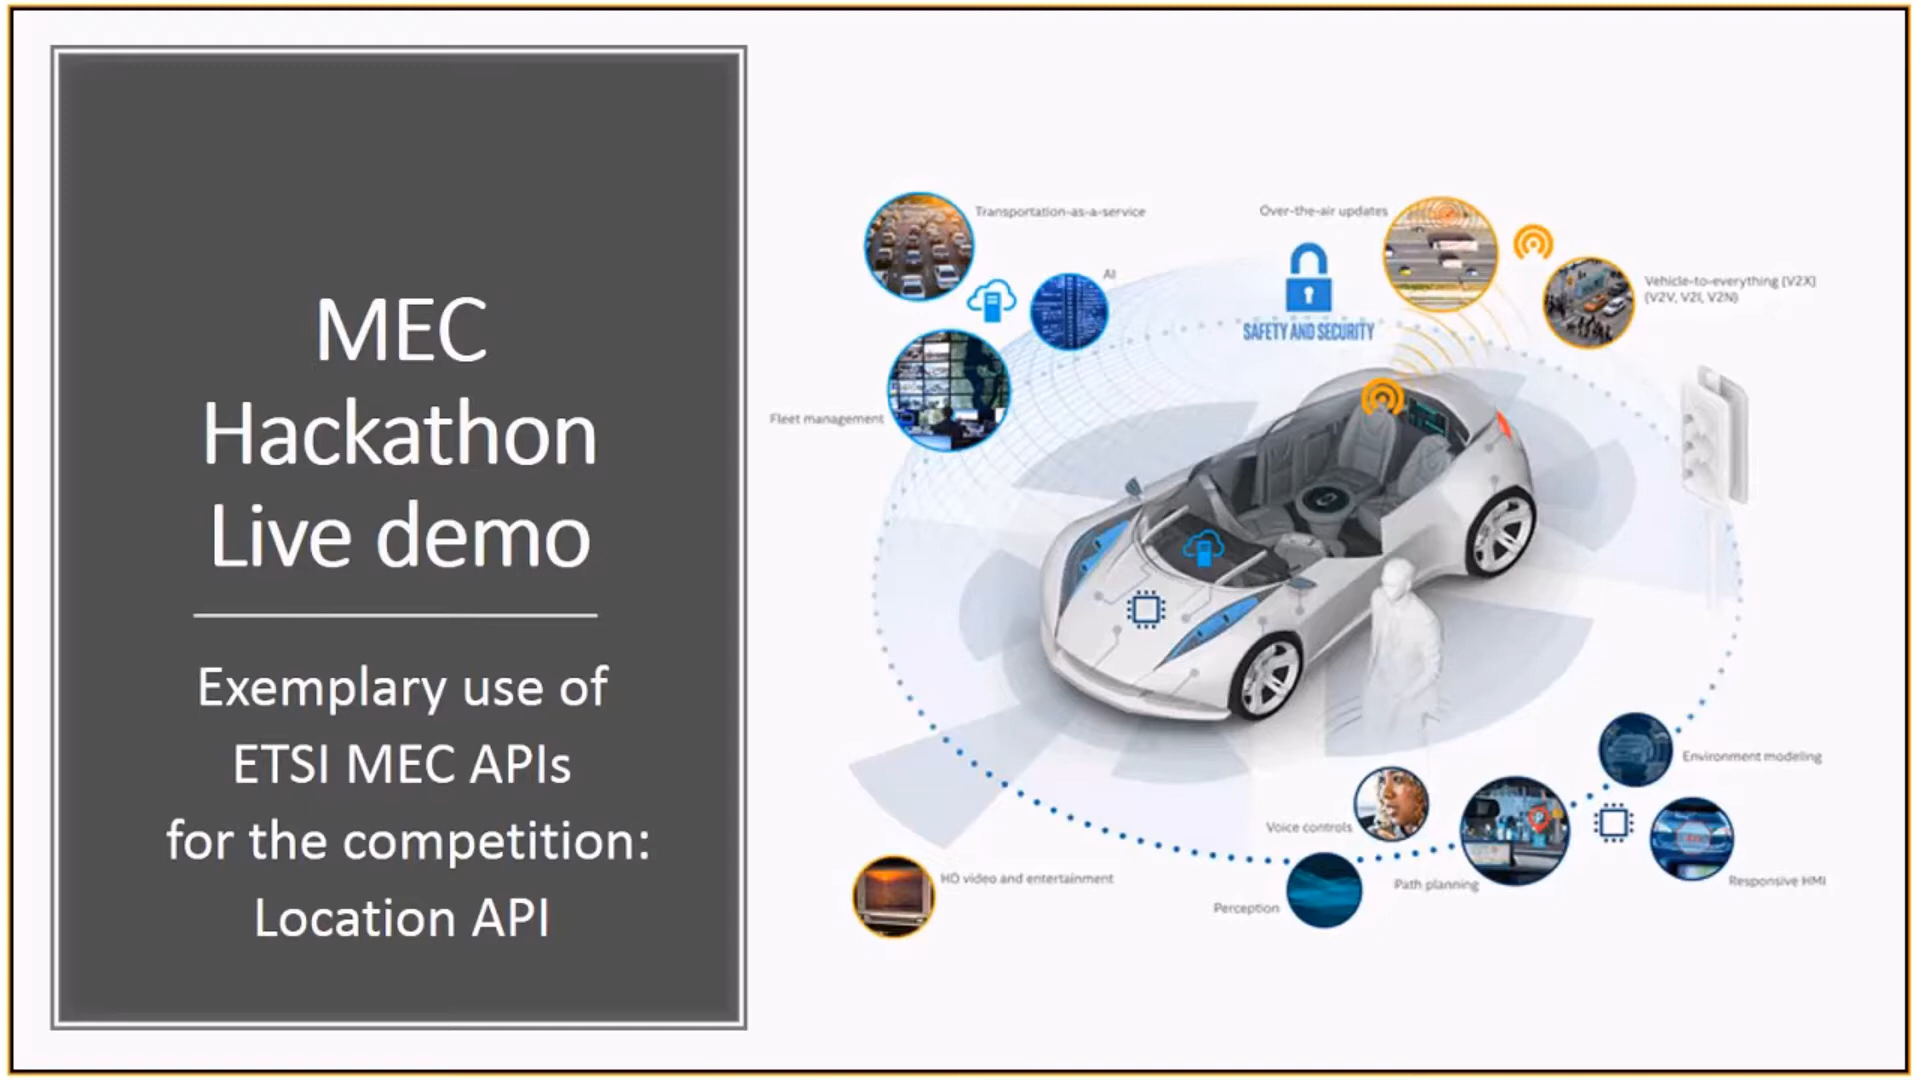 MEC
Hackathon
Live demo
Exemplary use of
ETSI MEC APIs
for the competition:
Location API
Transportation-as-a-service
AI
Fleet management
Over-the-air updates
SAFETY AND SECURITY
Vehicle-to-everything (V2X)
(V2V, V2I, V2N)
Environment modeling
Voice controls
Path planning
Responsive HMI
Perception
HD video and entertainment